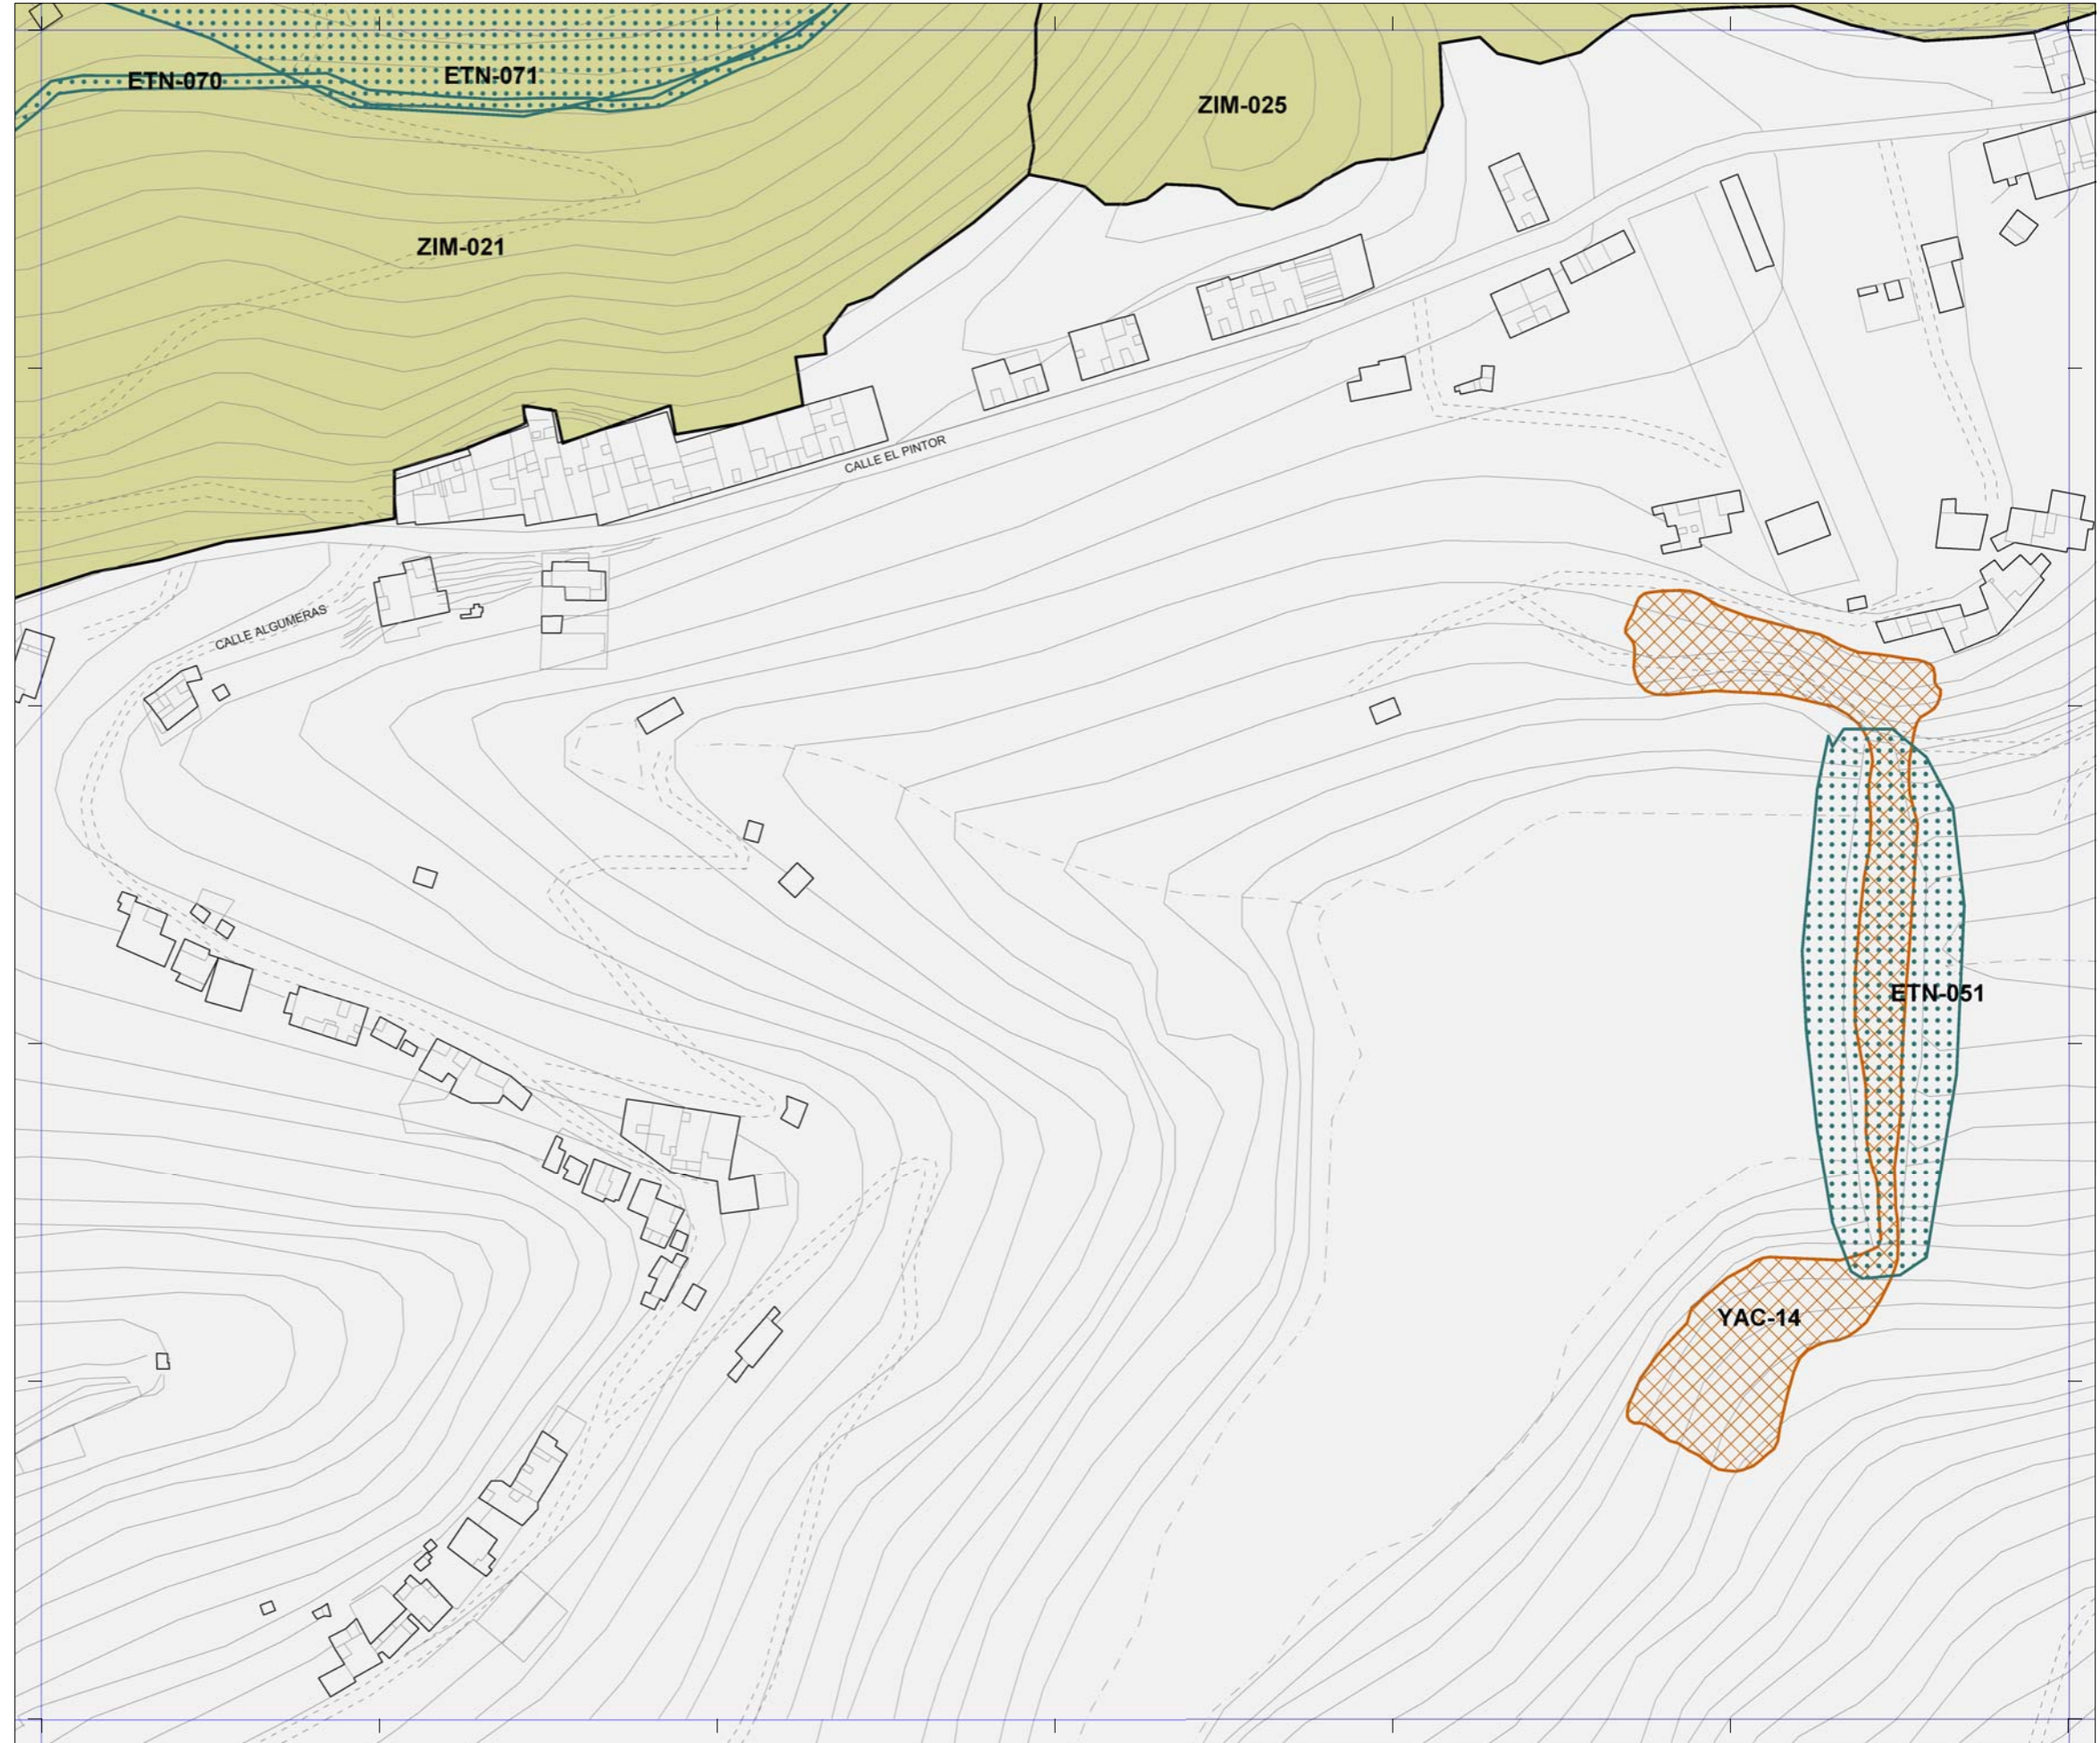 ETN-070
ETN-071
ZIM-025
ZIM-021
CALLE EL PINTOR
CALLE ALGUMERAS
ETN-051
YAC-14